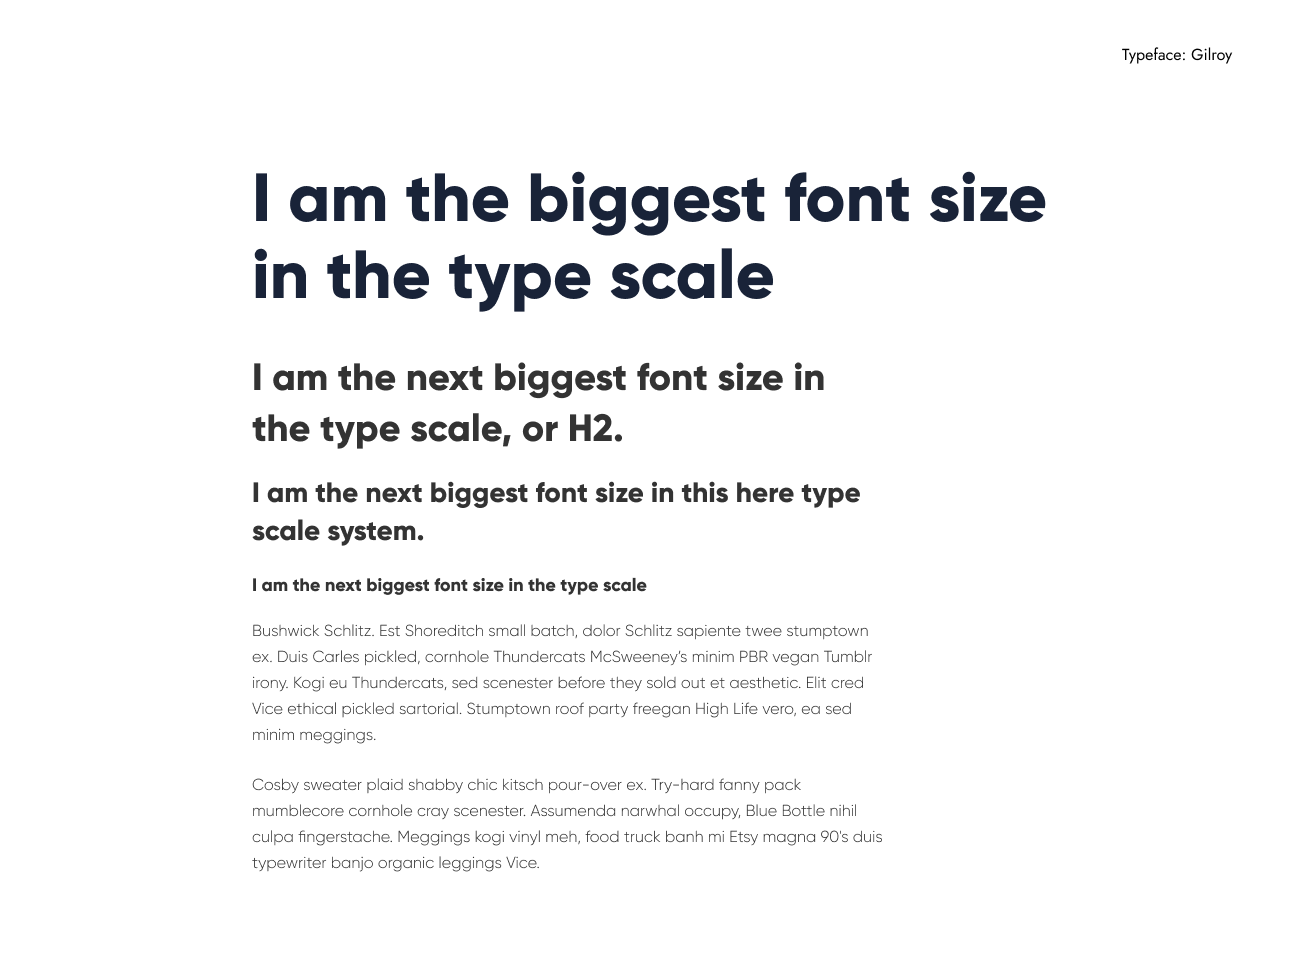 Typeface: Gilroy
I am the biggest font size
in the type scale
I am the next biggest font size in
the type scale, or H2.
I am the next biggest font size in this here type
scale system.
I am the next biggest font size in the type scale
Bushwick Schlitz. Est Shoreditch small batch, dolor Schlitz sapiente twee stumptown
ex. Duis Carles pickled, cornhole Thundercats McSweeney’s minim PBR vegan Tumblr
irony. Kogi eu Thundercats, sed scenester before they sold out et aesthetic. Elit cred
Vice ethical pickled sartorial. Stumptown roof party freegan High Life vero, ea sed
minim meggings.
Cosby sweater plaid shabby chic kitsch pour-over ex. Try-hard fanny pack
mumblecore cornhole cray scenester. Assumenda narwhal occupy, Blue Bottle nihil
culpa fingerstache. Meggings kogi vinyl meh, food truck banh mi Etsy magna 90’s duis
typewriter banjo organic leggings Vice.